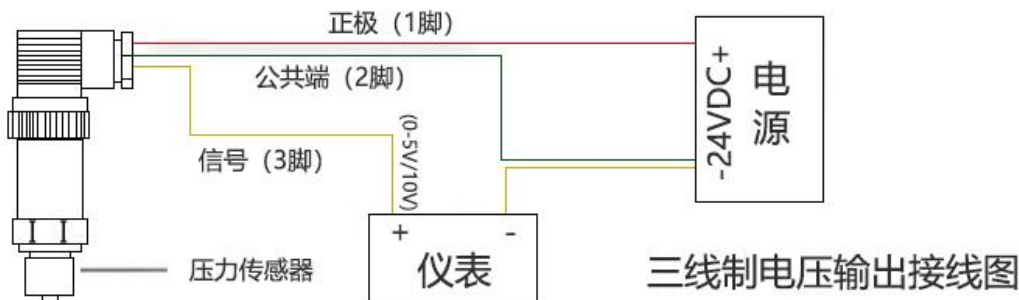 正极（1脚）
公共端（2脚）
信号（3脚）
(0-5V/10V)
-24VDC+
电源
+ -
仪表
压力传感器
三线制电压输出接线图